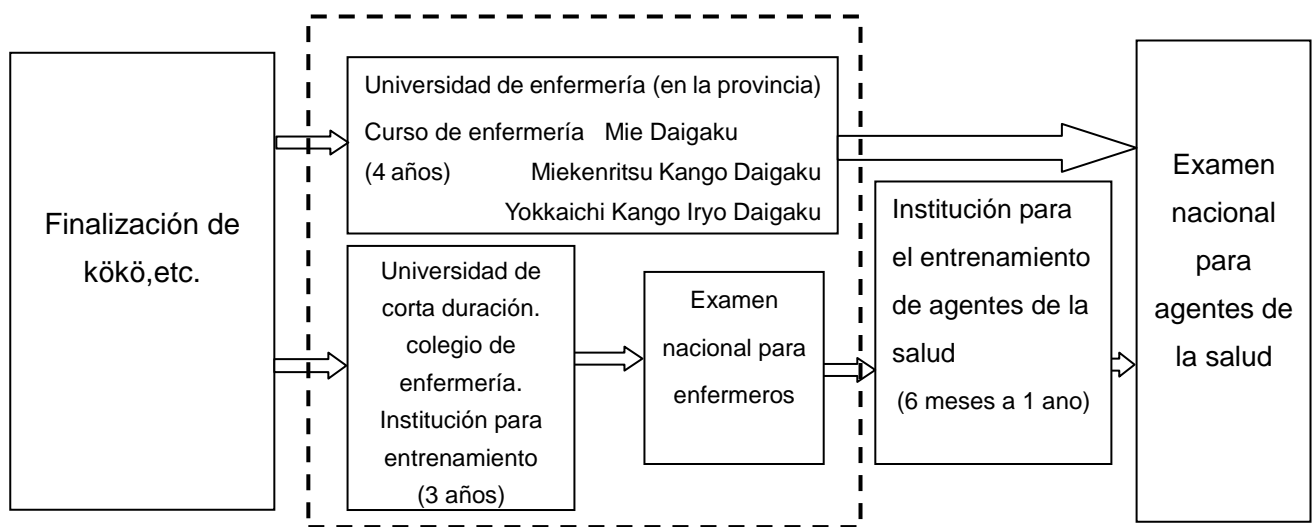 Finalización de
kökö,etc.
Universidad de enfermería (en la provincia)
Curso de enfermería Mie Daigaku
(4 años) Miekenritsu Kango Daigaku
Yokkaichi Kango Iryo Daigaku
Universidad de
corta duración.
colegio de
enfermería.
Institución para
entrenamiento
(3 años)
Examen
nacional para
enfermeros
Institución para
el entrenamiento
de agentes de la
salud
(6 meses a 1 ano)
Examen
nacional
para
agentes de
la salud